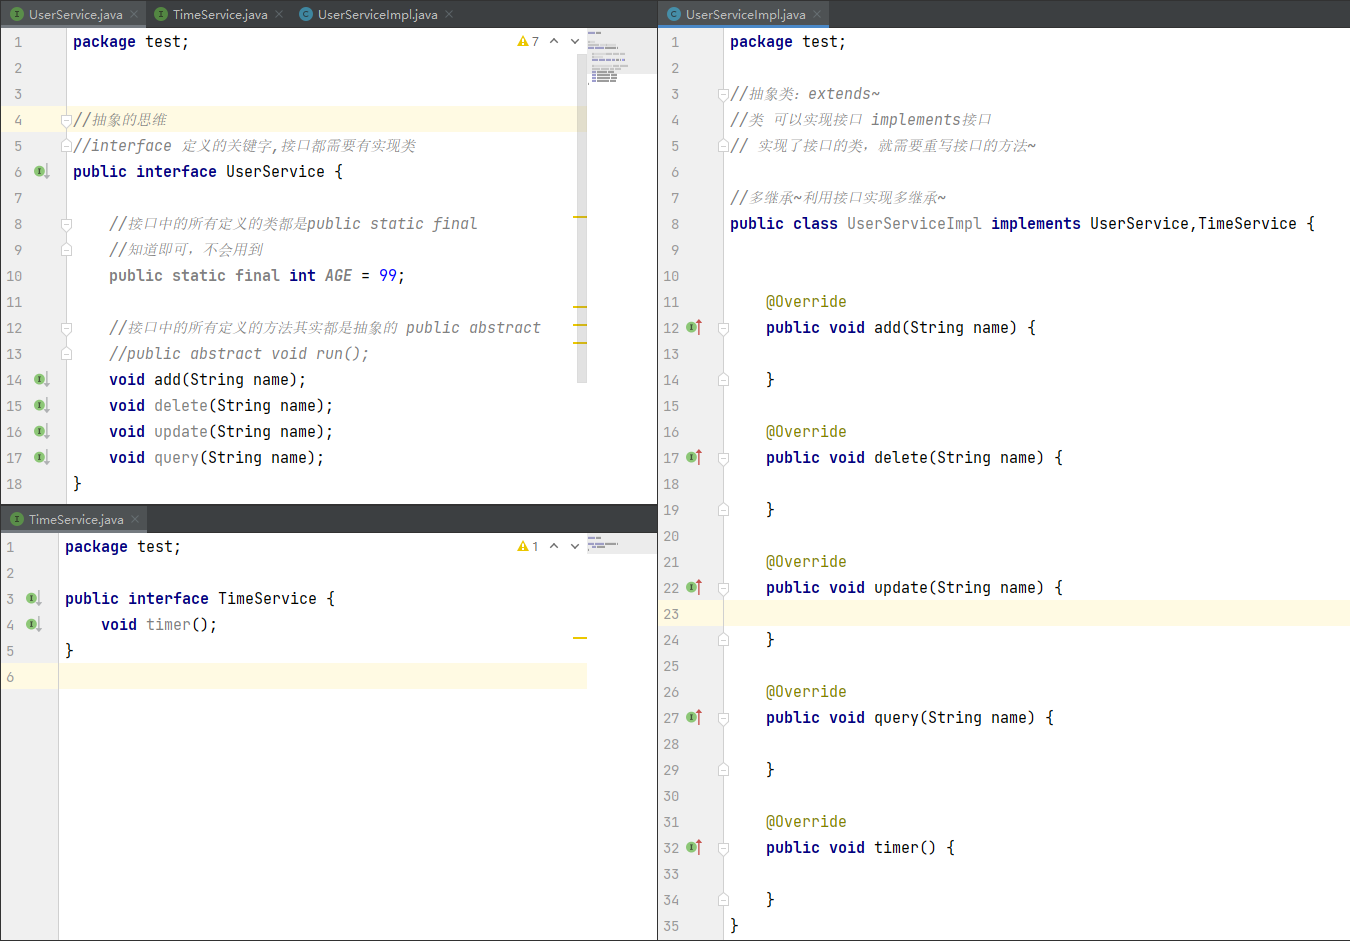 UserService.java
TimeService.java
UserServiceImpl.java
1 package test;
2
3
4 //抽象的思维
5 //interface 定义的关键字,接口都需要有实现类
6 public interface UserService {
7
8 //接口中的所有定义的类都是public static final
9 //知道即可，不会用到
10 public static final int AGE = 99;
11
12 //接口中的所有定义的方法其实都是抽象的 public abstract
13 //public abstract void run();
14 void add(String name);
15 void delete(String name);
16 void update(String name);
17 void query(String name);
18 }
7
TimeService.java
1 package test;
2
3 public interface TimeService {
4 void timer();
5 }
6
1
UserServiceImpl.java
1 package test;
2
3 //抽象类：extends~
4 //类 可以实现接口 implements接口
5 // 实现了接口的类，就需要重写接口的方法~
6
7 //多继承~利用接口实现多继承~
8 public class UserServiceImpl implements UserService,TimeService {
9
10
11 @Override
12 public void add(String name) {
13
14 }
15
16 @Override
17 public void delete(String name) {
18
19 }
20
21 @Override
22 public void update(String name) {
23
24 }
25
26 @Override
27 public void query(String name) {
28
29 }
30
31 @Override
32 public void timer() {
33
34 }
35 }